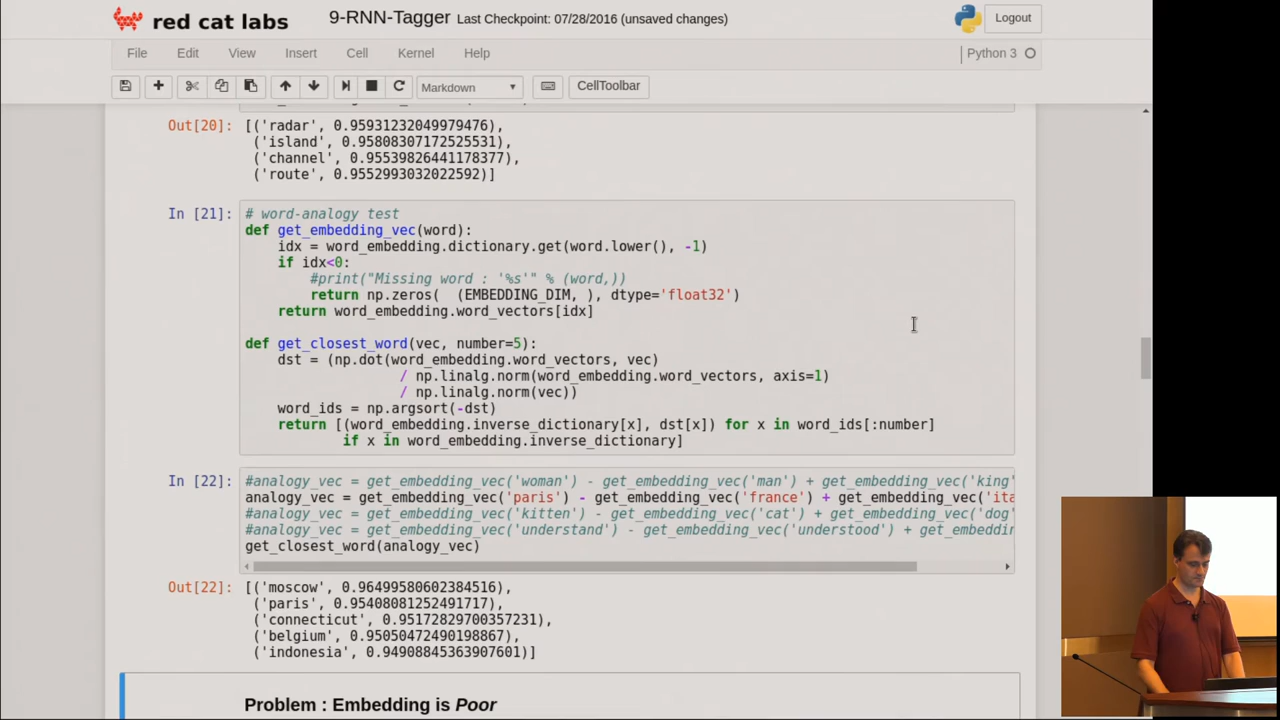 red cat labs
9-RNN-Tagger Last Checkpoint: 07/28/2016 (unsaved changes)
Logout
File Edit View Insert Cell Kernel Help
Python 3
Markdown
CellToolbar
Out[20]: [('radar', 0.95931232049979476),
('island', 0.95808307172525531),
('channel', 0.95539826441178377),
('route', 0.9552993032022592)]
In [21]: # word-analogy test
def get_embedding_vec(word):
idx = word_embedding.dictionary.get(word.lower(), -1)
if idx<0:
#print("Missing word : '%s'" % (word,))
return np.zeros(  (EMBEDDING_DIM, ), dtype='float32')
return word_embedding.word_vectors[idx]
def get_closest_word(vec, number=5):
dst = (np.dot(word_embedding.word_vectors, vec)
/ np.linalg.norm(word_embedding.word_vectors, axis=1)
/ np.linalg.norm(vec))
word_ids = np.argsort(-dst)
return [(word_embedding.inverse_dictionary[x], dst[x]) for x in word_ids[:number]
if x in word_embedding.inverse_dictionary]
In [22]: #analogy_vec = get_embedding_vec('woman') - get_embedding_vec('man') + get_embedding_vec('king'
analogy_vec = get_embedding_vec('paris') - get_embedding_vec('france') + get_embedding_vec('ita
#analogy_vec = get_embedding_vec('kitten') - get_embedding_vec('cat') + get_embedding_vec('dog'
#analogy_vec = get_embedding_vec('understand') - get_embedding_vec('understood') + get_embeddin
get_closest_word(analogy_vec)
Out[22]: [('moscow', 0.96499580602384516),
('paris', 0.95408081252491717),
('connecticut', 0.95172829700357231),
('belgium', 0.95050472490198867),
('indonesia', 0.94908845363907601)]
Problem : Embedding is Poor